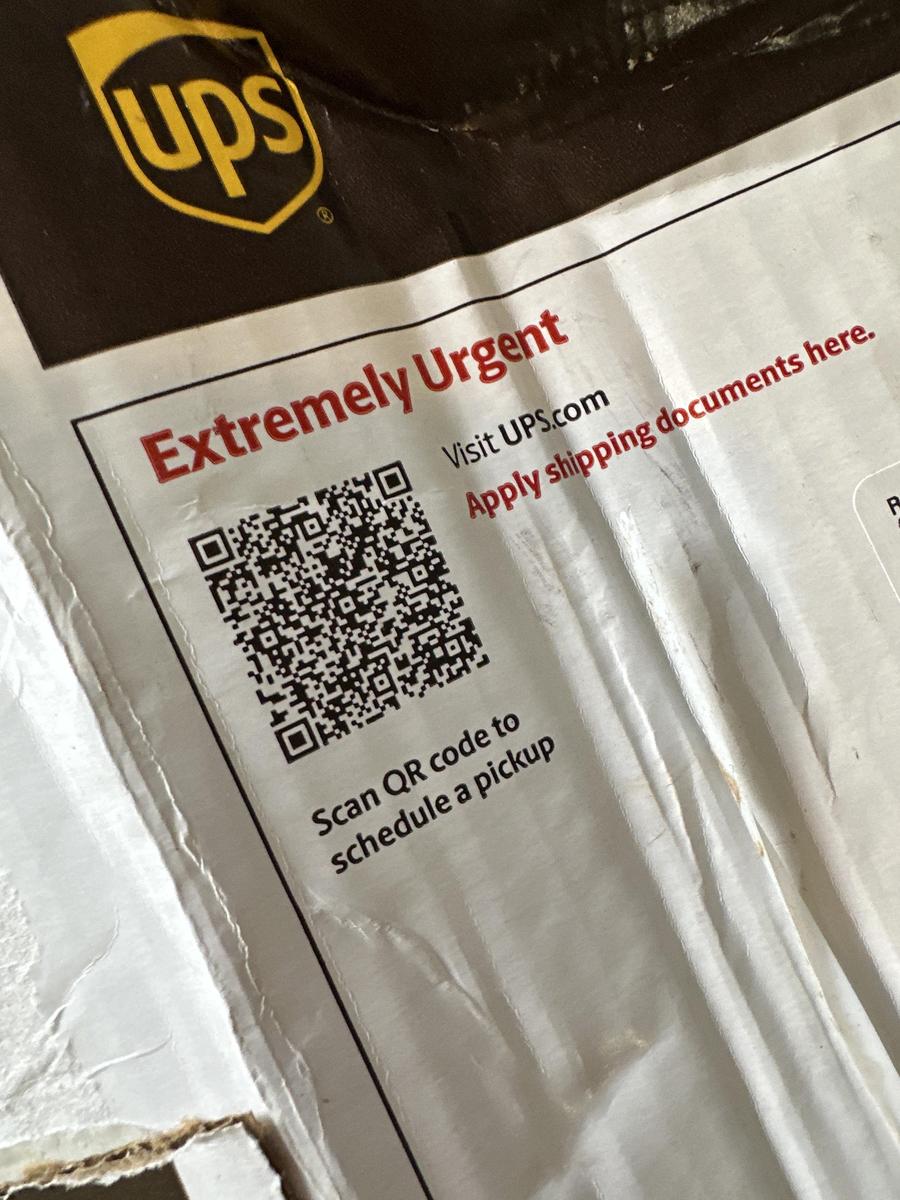 ups
®
Extremely Urgent
Visit UPS.com
Apply shipping documents here.
Scan QR code to
schedule a pickup